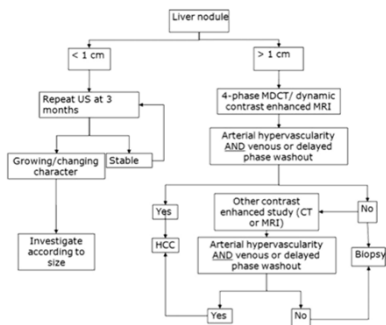 Liver nodule
< 1 cm
> 1 cm
Repeat US at 3
months
4-phase MDCT/ dynamic
contrast enhanced MRI
Growing/changing
character
Stable
Arterial hypervascularity
AND venous or delayed
phase washout
Investigate
according to
size
Yes
Other contrast
enhanced study (CT
or MRI)
No
HCC
Arterial hypervascularity
AND venous or delayed
phase washout
Biopsy
Yes
No